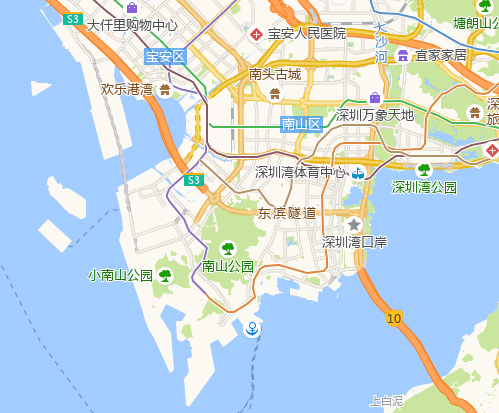 塘朗山公
S3
大仟里购物中心
宝安人民医院
大沙河
宝安区
宜家家居
南头古城
欢乐港湾
深圳万象天地
深
旅
南山区
深圳湾体育中心
S3
深圳湾公园
东滨隧道
深圳湾口岸
南山公园
小南山公园
10
上白泥